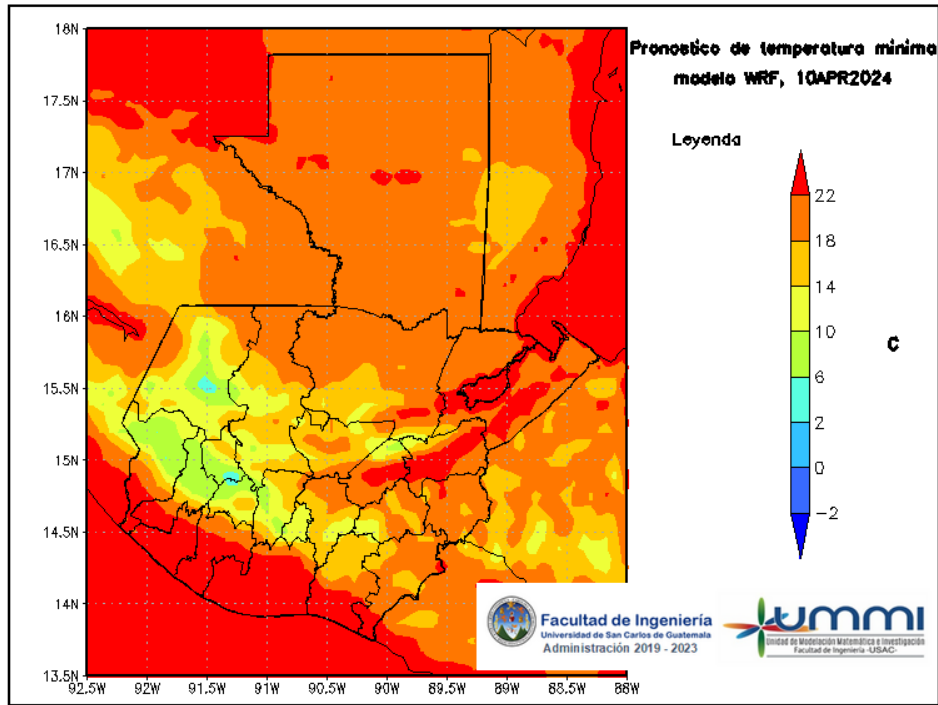 Pronostico de temperatura minima
modelo WRF, 10APR2024
Leyenda
22
18
14
10
6
2
0
−2
C
18N
17.5N
17N
16.5N
16N
15.5N
15N
14.5N
14N
13.5N
92.5W
92W
91.5W
91W
90.5W
90W
89.5W
89W
88.5W
88W
Facultad de Ingeniería
Universidad de San Carlos de Guatemala
Administración 2019 - 2023
ummi
Unidad de Modelación Matemática e Investigación
Facultad de Ingeniería -USAC-